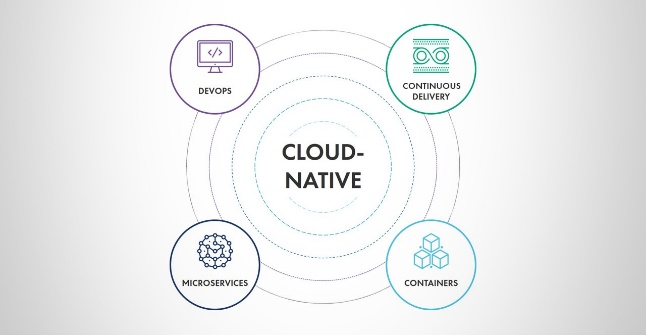 DEVOPS
CONTINUOUS
DELIVERY
CLOUD-
NATIVE
MICROSERVICES
CONTAINERS